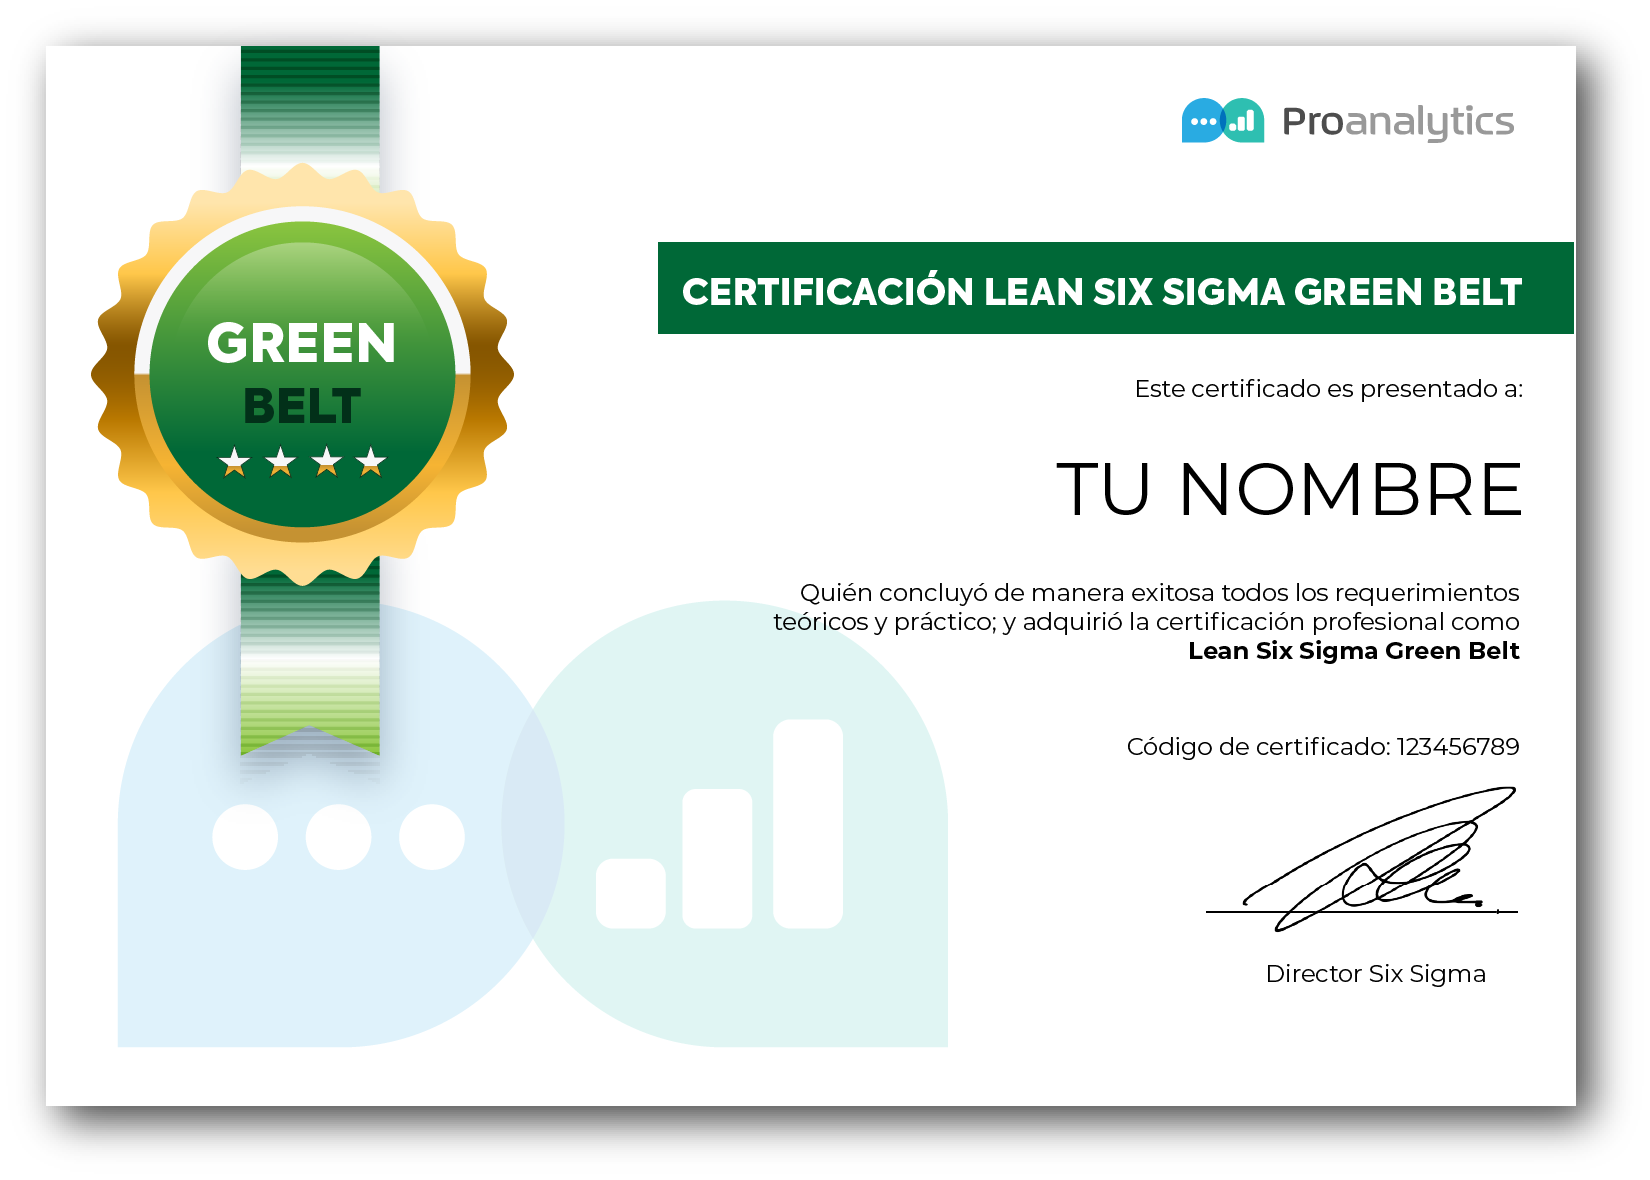 Proanalytics
GREEN
BELT
CERTIFICACIÓN LEAN SIX SIGMA GREEN BELT
Este certificado es presentado a:
TU NOMBRE
Quién concluyó de manera exitosa todos los requerimientos
teóricos y práctico; y adquirió la certificación profesional como
Lean Six Sigma Green Belt
Código de certificado: 123456789
Director Six Sigma